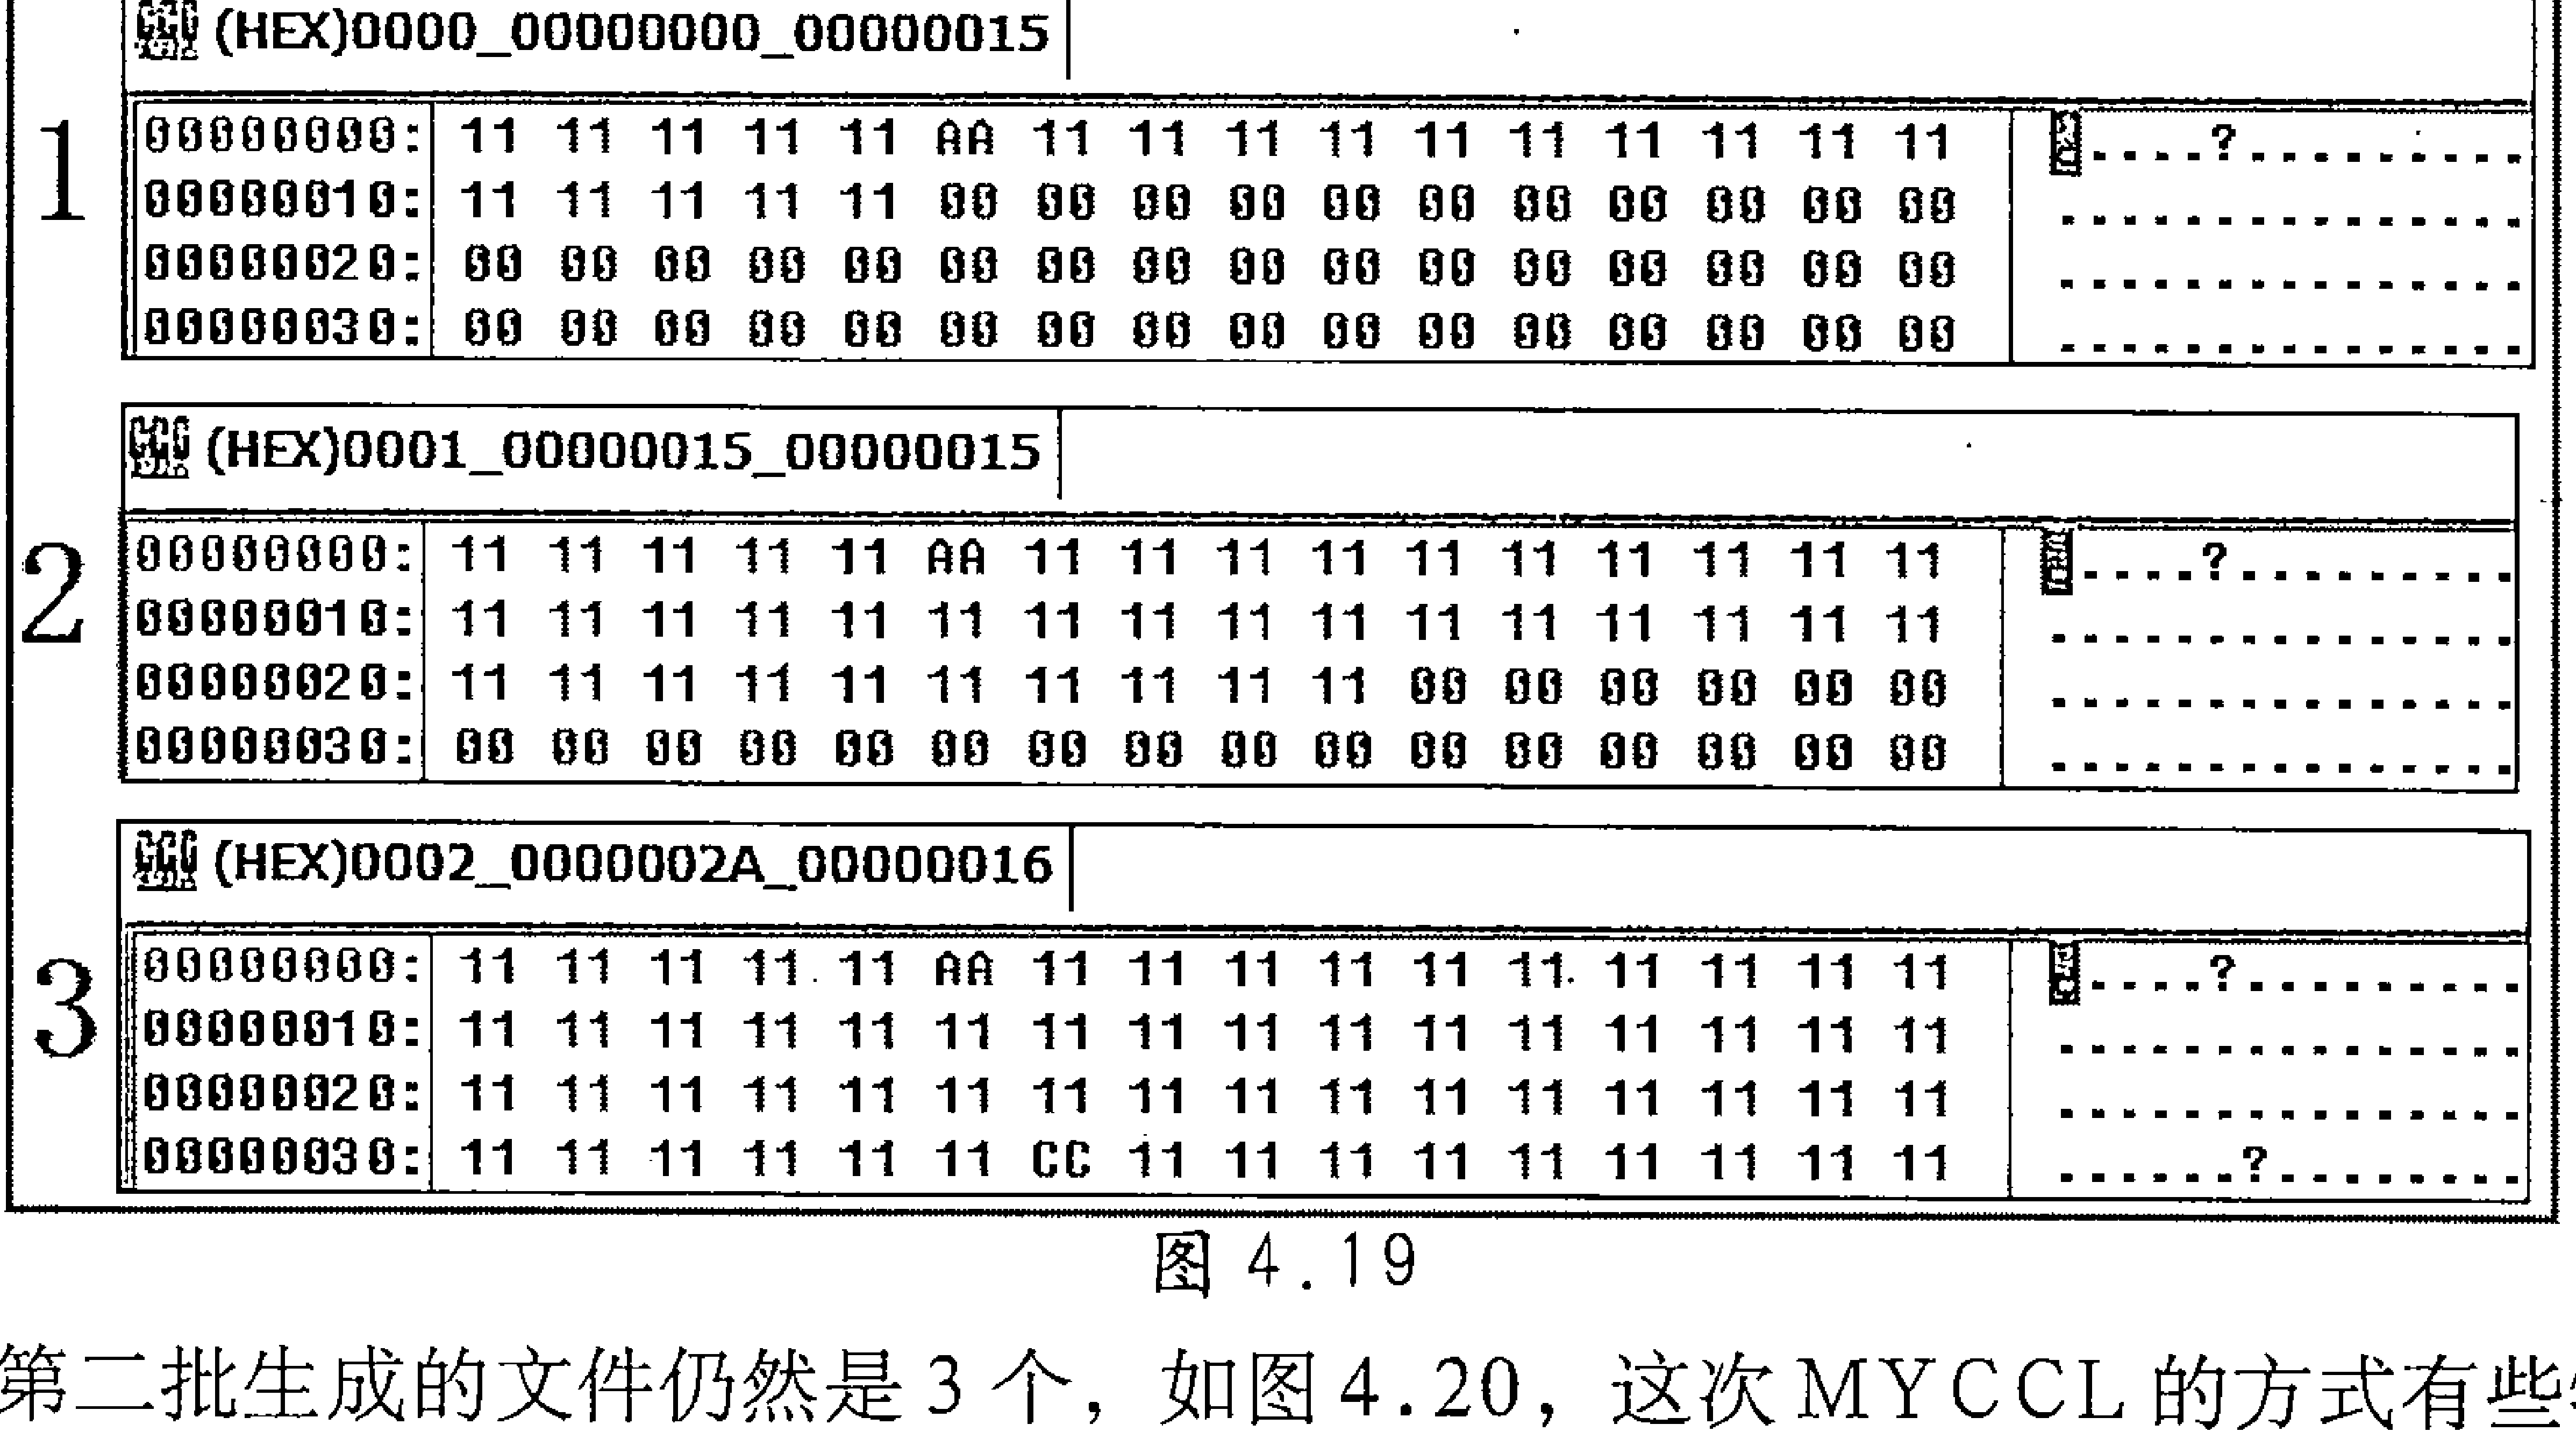 (HEX)0000_00000000_00000015
1
00000000: 11 11 11 11 11 AA 11 11 11 11 11 11 11 11 11 11 ....?..........
00000010: 11 11 11 11 11 00 00 00 00 00 00 00 00 00 00 00 ...............
00000020: 00 00 00 00 00 00 00 00 00 00 00 00 00 00 00 00 ...............
00000030: 00 00 00 00 00 00 00 00 00 00 00 00 00 00 00 00 ...............
(HEX)0001_00000015_00000015
2
00000000: 11 11 11 11 11 AA 11 11 11 11 11 11 11 11 11 11 ....?..........
00000010: 11 11 11 11 11 11 11 11 11 11 11 11 11 11 11 11 ...............
00000020: 11 11 11 11 11 11 11 11 11 11 00 00 00 00 00 00 ...............
00000030: 00 00 00 00 00 00 00 00 00 00 00 00 00 00 00 00 ...............
(HEX)0002_0000002A_00000016
3
00000000: 11 11 11 11 11 AA 11 11 11 11 11 11 11 11 11 11 ....?..........
00000010: 11 11 11 11 11 11 11 11 11 11 11 11 11 11 11 11 ...............
00000020: 11 11 11 11 11 11 11 11 11 11 11 11 11 11 11 11 ...............
00000030: 11 11 11 11 11 11 CC 11 11 11 11 11 11 11 11 11 ......?........
图 4.19
第二批生成的文件仍然是3个，如图4.20，这次MYCCL的方式有些